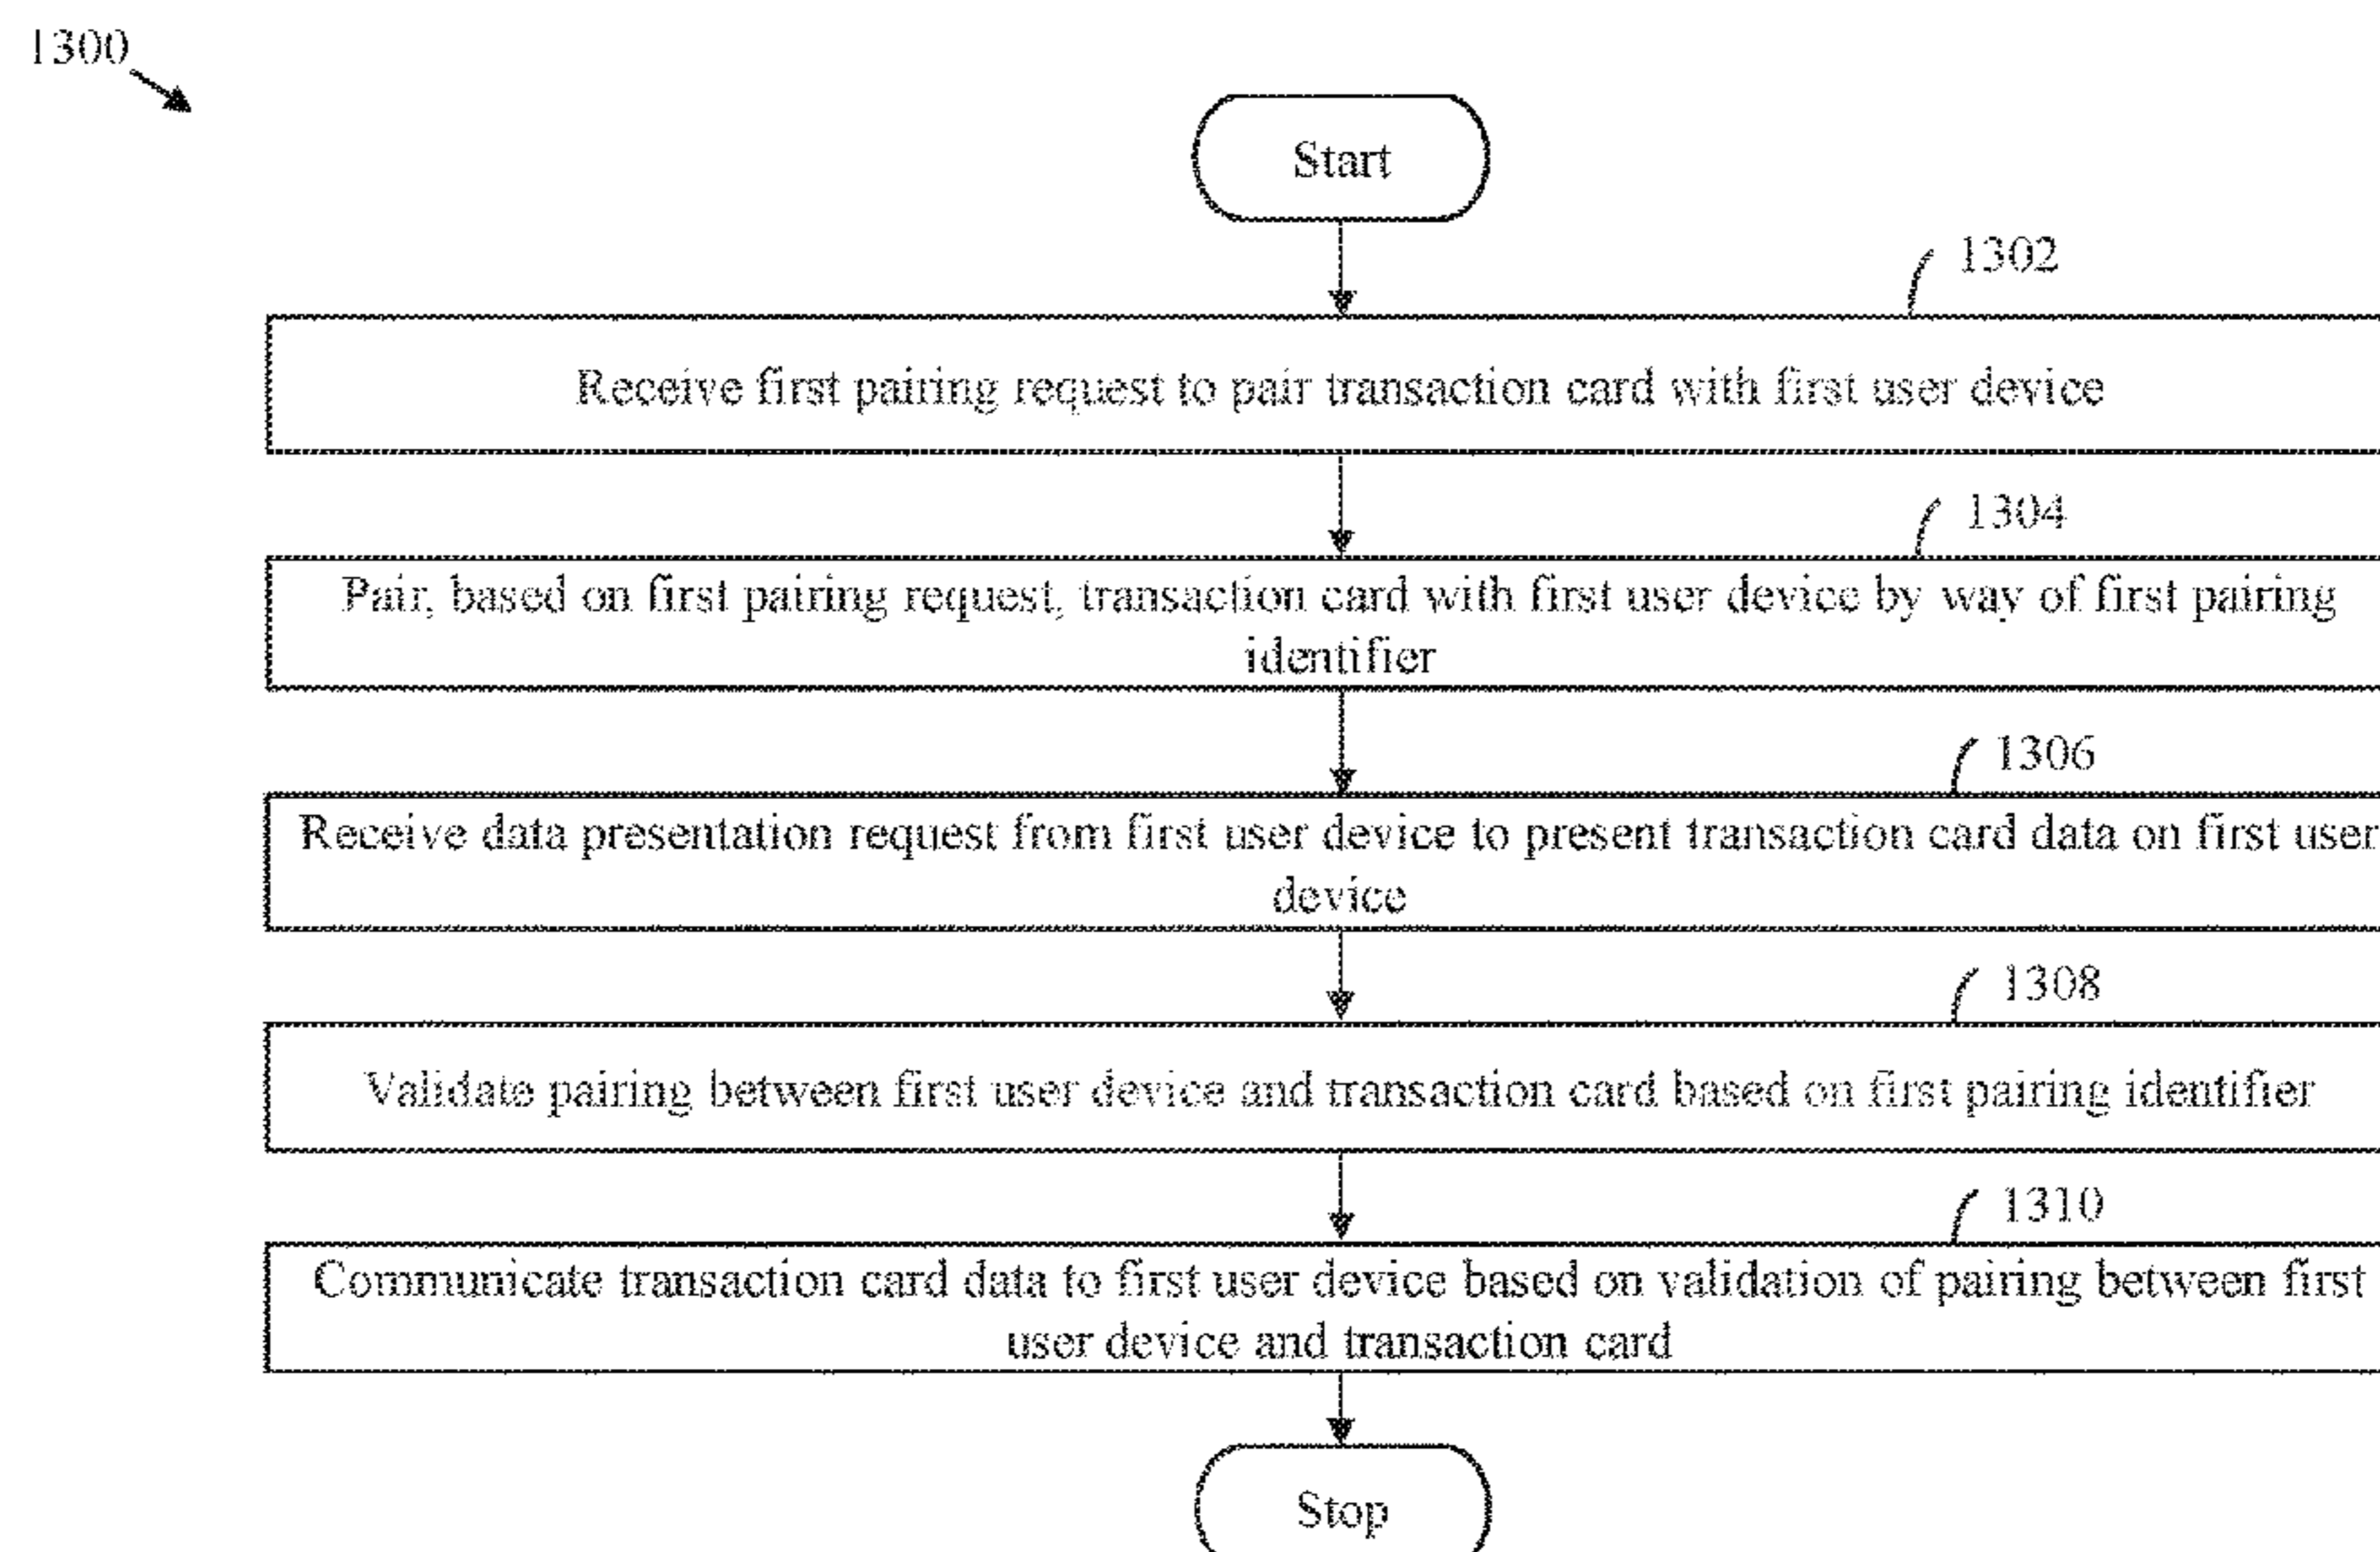 1300
Start
1302
Receive first pairing request to pair transaction card with first user device
1304
Pair, based on first pairing request, transaction card with first user device by way of first pairing
identifier
1306
Receive data presentation request from first user device to present transaction card data on first user
device
1308
Validate pairing between first user device and transaction card based on first pairing identifier
1310
Communicate transaction card data to first user device based on validation of pairing between first
user device and transaction card
Stop